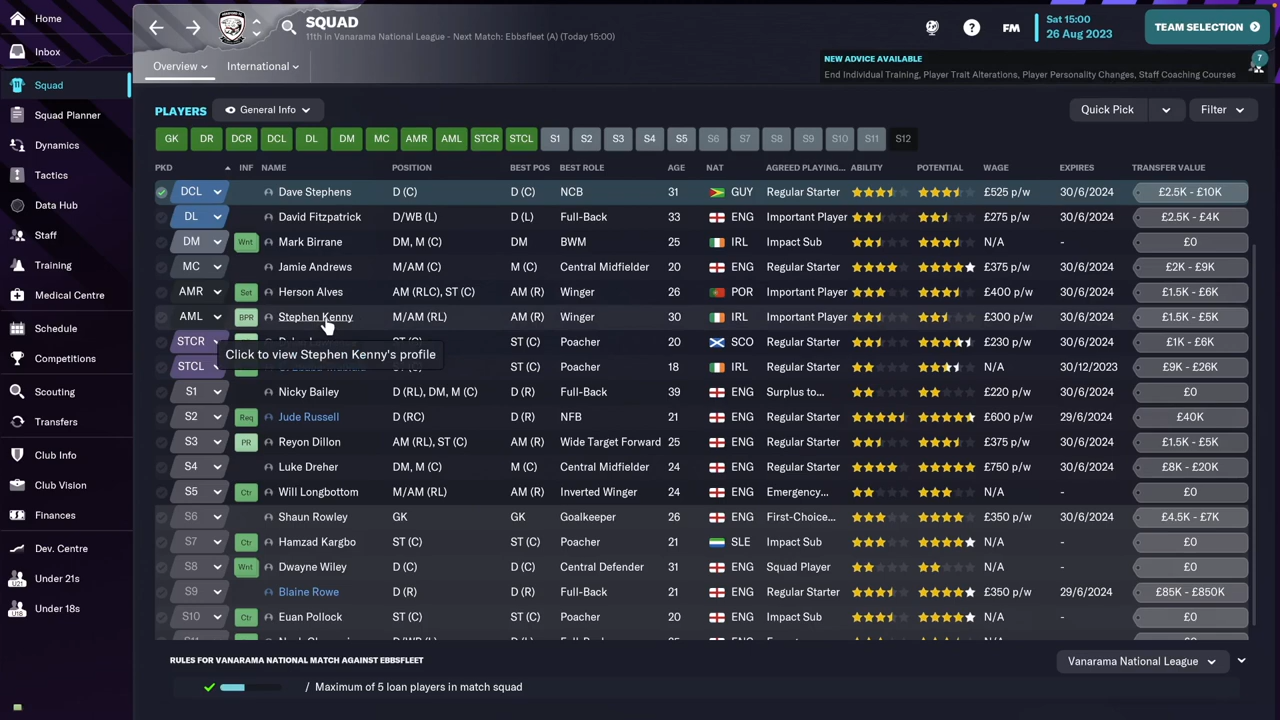 Home
SQUAD
11th in Vanarama National League - Next Match: Ebbsfleet (A) (Today 15:00)
FM
Sat 15:00
26 Aug 2023
TEAM SELECTION
Inbox
Squad
Squad Planner
Dynamics
Tactics
Data Hub
Staff
Training
Medical Centre
Schedule
Competitions
Scouting
Transfers
Club Info
Club Vision
Finances
Dev. Centre
U21 Under 21s
U18 Under 18s
Overview
International
NEW ADVICE AVAILABLE
7
End Individual Training, Player Trait Alterations, Player Personality Changes, Staff Coaching Courses
PLAYERS General Info Quick Pick Filter
GK DR DCR DCL DL DM MC AMR AML STCR STCL S1 S2 S3 S4 S5 S6 S7 S8 S9 S10 S11 S12
PKD INF NAME POSITION BEST POS BEST ROLE AGE NAT AGREED PLAYING... ABILITY POTENTIAL WAGE EXPIRES TRANSFER VALUE
DCL Dave Stephens D (C) D (C) NCB 31 GUY Regular Starter £525 p/w 30/6/2024 £2.5K - £10K
DL David Fitzpatrick D/WB (L) D (L) Full-Back 33 ENG Important Player £275 p/w 30/6/2024 £2.5K - £4K
DM Wnt Mark Birrane DM, M (C) DM BWM 25 IRL Impact Sub N/A - £0
MC Jamie Andrews M/AM (C) M (C) Central Midfielder 20 ENG Regular Starter £375 p/w 30/6/2024 £2K - £9K
AMR Set Herson Alves AM (RLC), ST (C) AM (R) Winger 26 POR Important Player £400 p/w 30/6/2024 £1.5K - £6K
AML BPR Stephen Kenny M/AM (RL) AM (R) Winger 30 IRL Important Player £315 p/w 30/6/2024 £1.5K - £5K
STCR ST (C) Poacher 20 SCO Regular Starter £230 p/w 30/6/2024 £1K - £6K
Click to view Stephen Kenny's profile
STCL ST (C) Poacher 18 IRL Regular Starter N/A 30/12/2023 £9K - £26K
S1 Nicky Bailey D (RL), DM, M (C) D (R) Full-Back 39 ENG Surplus to... £220 p/w 30/6/2024 £0
S2 Req Jude Russell D (RC) D (R) NFB 21 ENG Regular Starter £600 p/w 29/6/2024 £40K
S3 PR Reyon Dillon AM (RL), ST (C) AM (R) Wide Target Forward 25 ENG Regular Starter £375 p/w 30/6/2024 £1.5K - £5K
S4 Luke Dreher DM, M (C) M (C) Central Midfielder 24 ENG Regular Starter £750 p/w 30/6/2024 £8K - £20K
S5 Ctr Will Longbottom M/AM (RL) AM (R) Inverted Winger 24 ENG Emergency... N/A - £0
S6 Shaun Rowley GK GK Goalkeeper 26 ENG First-Choice... £350 p/w 30/6/2024 £4.5K - £7K
S7 Ctr Hamzad Kargbo ST (C) ST (C) Poacher 21 SLE Impact Sub N/A - £0
S8 Wnt Dwayne Wiley D (C) D (C) Central Defender 31 ENG Squad Player N/A - £0
S9 Blaine Rowe D (R) D (R) Full-Back 21 ENG Regular Starter £350 p/w 29/6/2024 £85K - £850K
S10 Ctr Euan Pollock ST (C) ST (C) Poacher 20 ENG Impact Sub N/A - £0
RULES FOR VANARAMA NATIONAL MATCH AGAINST EBBSFLEET
Vanarama National League
/ Maximum of 5 loan players in match squad